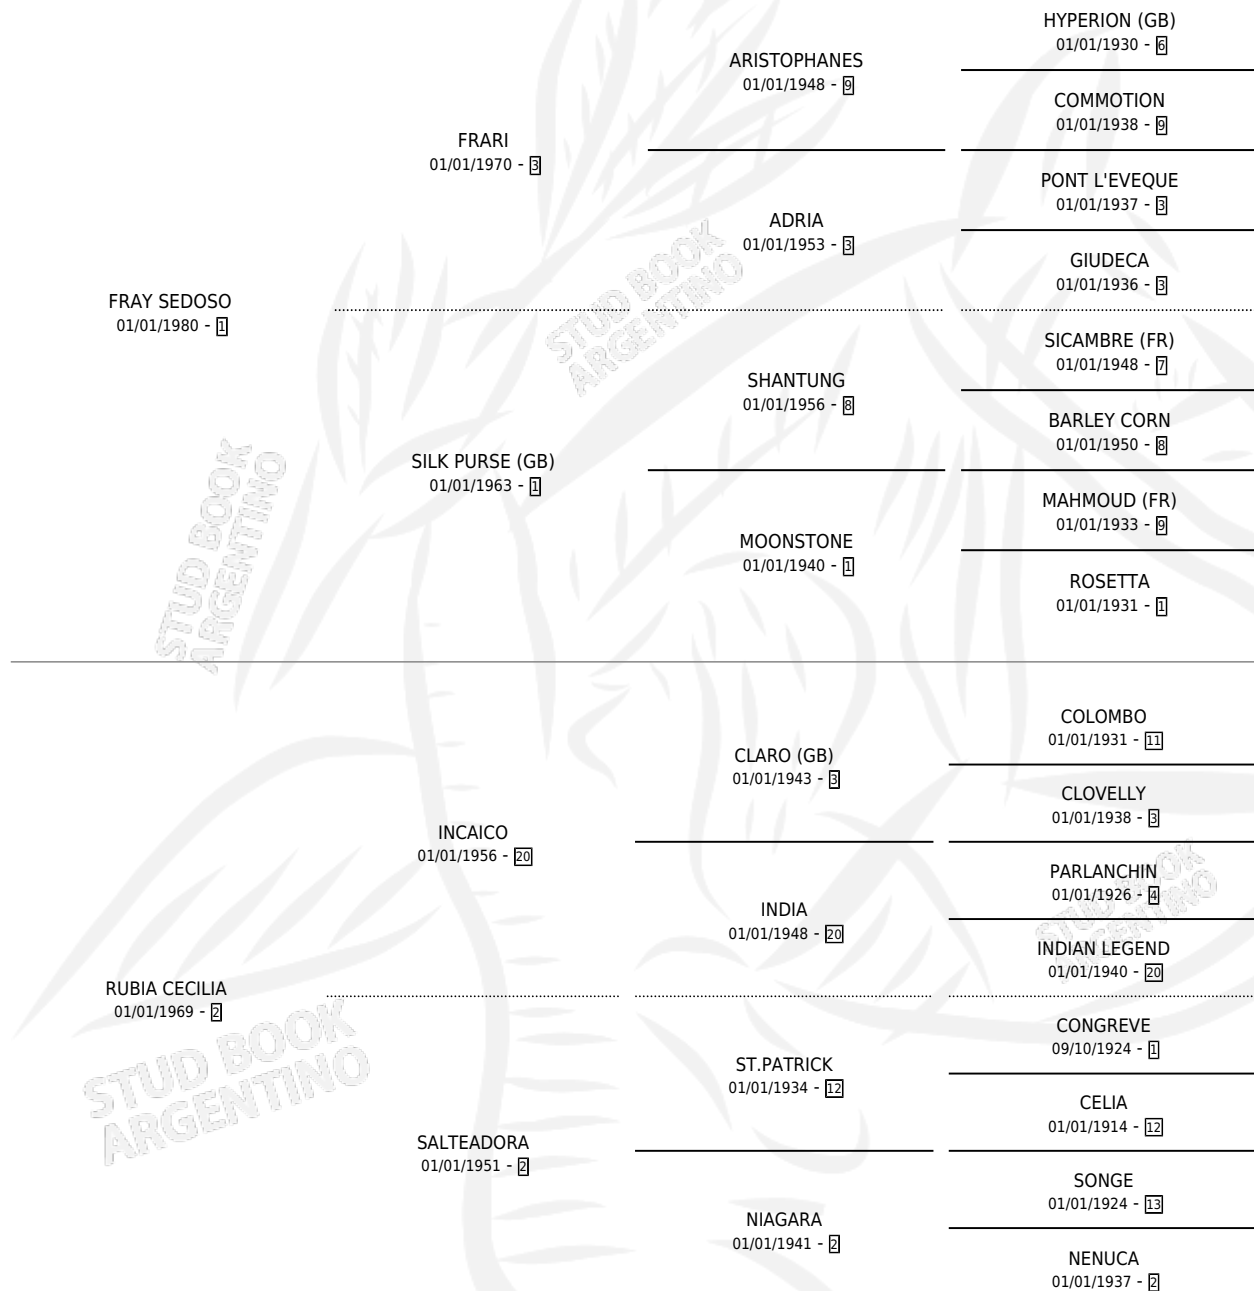 HYPERION (GB)
01/01/1930 - 6
ARISTOPHANES
01/01/1948 - 9
COMMOTION
01/01/1938 - 9
FRARI
01/01/1970 - 3
PONT L'EVEQUE
01/01/1937 - 3
ADRIA
01/01/1953 - 3
GIUDECA
01/01/1936 - 3
FRAY SEDOSO
01/01/1980 - 1
SICAMBRE (FR)
01/01/1948 - 7
SHANTUNG
01/01/1956 - 8
BARLEY CORN
01/01/1950 - 8
SILK PURSE (GB)
01/01/1963 - 1
MAHMOUD (FR)
01/01/1933 - 9
MOONSTONE
01/01/1940 - 1
ROSETTA
01/01/1931 - 1
COLOMBO
01/01/1931 - 11
CLARO (GB)
01/01/1943 - 3
CLOVELLY
01/01/1938 - 3
INCAICO
01/01/1956 - 20
PARLANCHIN
01/01/1926 - 4
INDIA
01/01/1948 - 20
INDIAN LEGEND
01/01/1940 - 20
RUBIA CECILIA
01/01/1969 - 2
CONGREVE
09/10/1924 - 1
ST.PATRICK
01/01/1934 - 12
CELIA
01/01/1914 - 12
SALTEADORA
01/01/1951 - 2
SONGE
01/01/1924 - 13
NIAGARA
01/01/1941 - 2
NENUCA
01/01/1937 - 2
STUD BOOK
ARGENTINO
STUD BOOK
ARGENTINO
STUD BOOK
ARGENTINO
STUD BOOK
ARGENTINO